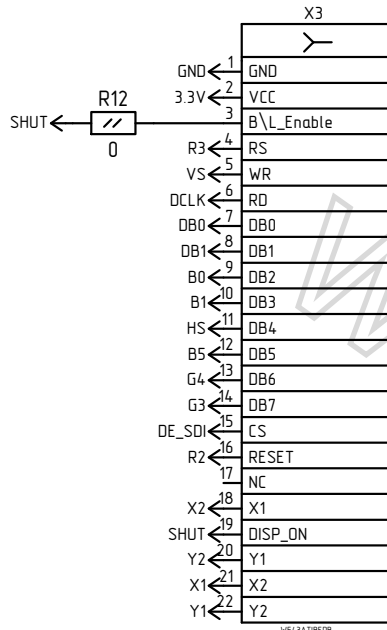 X3
GND 1 GND
3.3V 2 VCC
SHUT R12 0 3 B\L_Enable
R3 4 RS
VS 5 WR
DCLK 6 RD
DB0 7 DB0
DB1 8 DB1
B0 9 DB2
B1 10 DB3
HS 11 DB4
B5 12 DB5
G4 13 DB6
G3 14 DB7
DE_SDI 15 CS
R2 16 RESET
17 NC
X2 18 X1
SHUT 19 DISP_ON
Y2 20 Y1
X1 21 X2
Y1 22 Y2